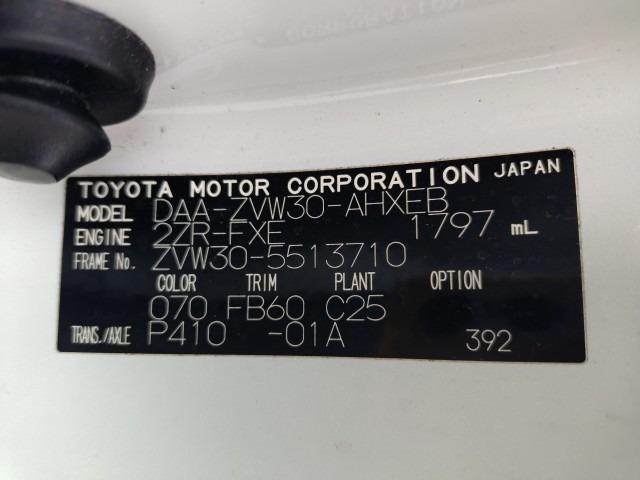 TOYOTA MOTOR CORPORATION JAPAN
MODEL DAA-ZVW30-AHXEB
ENGINE 2ZR-FXE 1797 mL
FRAME No. ZVW30-5513710
COLOR TRIM PLANT OPTION
070 FB60 C25
TRANS./AXLE P410 -01A 392